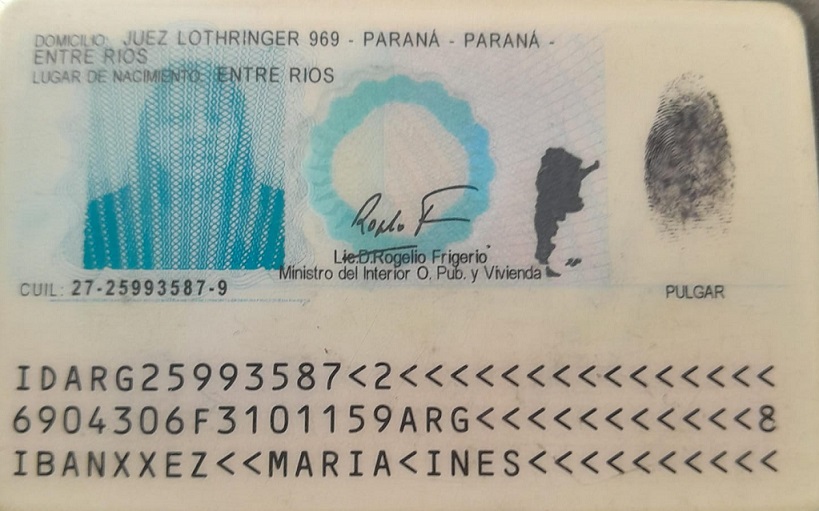 DOMICILIO: JUEZ LOTHRINGER 969 - PARANÁ - PARANÁ -
ENTRE RIOS
LUGAR DE NACIMIENTO: ENTRE RIOS
Lic.D.Rogelio Frigerio
Ministro del Interior O. Pub. y Vivienda
CUIL: 27-25993587-9
PULGAR
IDARG25993587<2<<<<<<<<<<<<<<<
6904306F3101159ARG<<<<<<<<<<<8
IBANXXEZ<<MARIA<INES<<<<<<<<<<